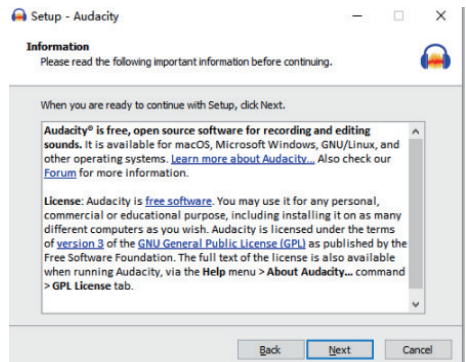 Setup - Audacity
Information
Please read the following important information before continuing.
When you are ready to continue with Setup, click Next.
Audacity® is free, open source software for recording and editing
sounds. It is available for macOS, Microsoft Windows, GNU/Linux, and
other operating systems. Learn more about Audacity... Also check our
Forum for more information.
License: Audacity is free software. You may use it for any personal,
commercial or educational purpose, including installing it on as many
different computers as you wish. Audacity is licensed under the terms
of version 3 of the GNU General Public License (GPL) as published by the
Free Software Foundation. The full text of the license is also available
when running Audacity, via the Help menu > About Audacity... command
> GPL License tab.
Back Next Cancel